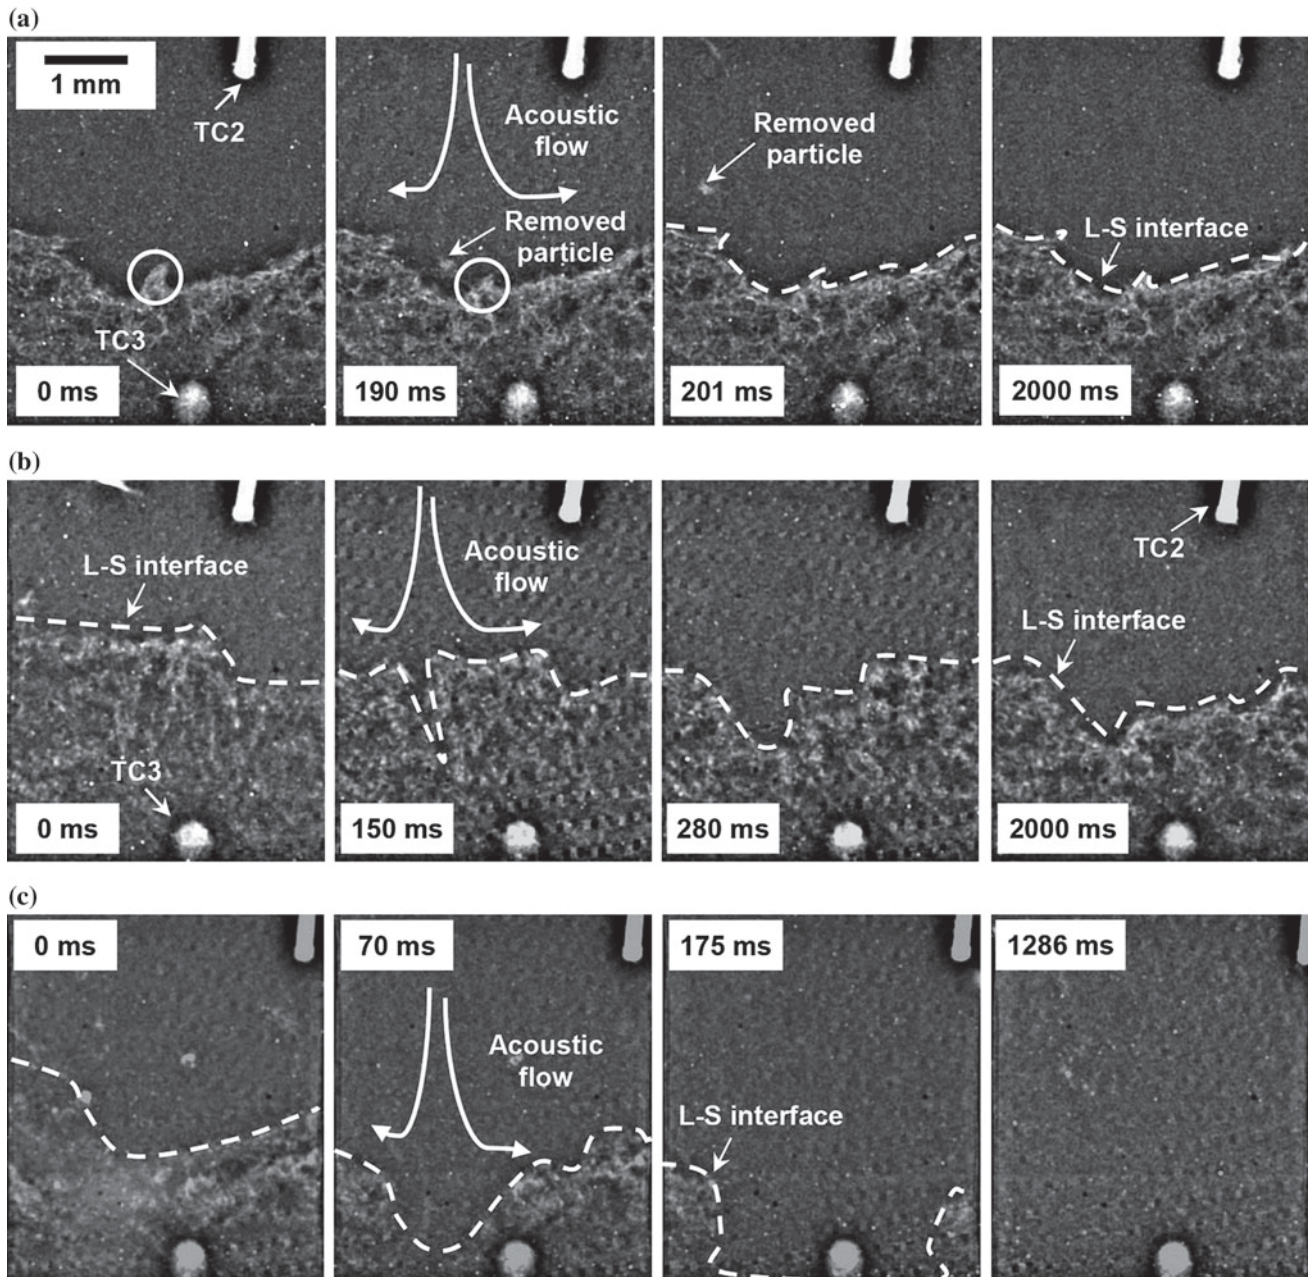 (a)
1 mm
TC2
TC3
0 ms
Acoustic
flow
Removed
particle
190 ms
Removed
particle
201 ms
L-S interface
2000 ms
(b)
L-S interface
TC3
0 ms
Acoustic
flow
150 ms
280 ms
TC2
L-S interface
2000 ms
(c)
0 ms
70 ms
Acoustic
flow
175 ms
L-S interface
1286 ms